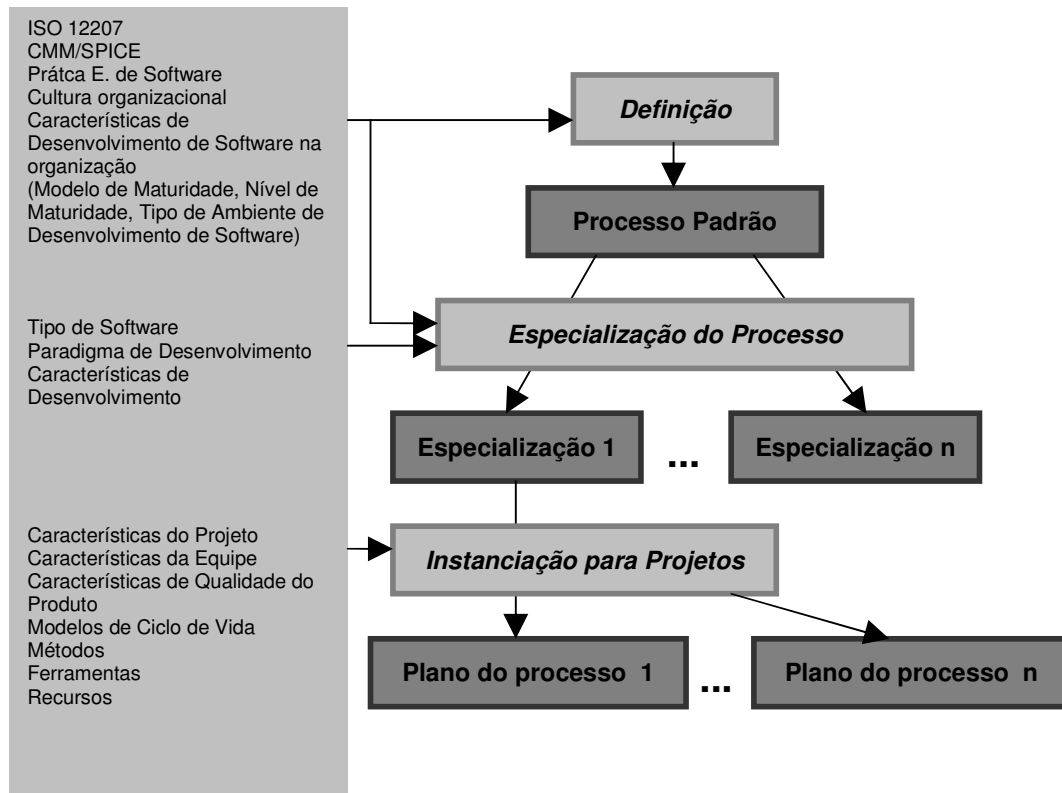 ISO 12207
CMM/SPICE
Prátca E. de Software
Cultura organizacional
Características de
Desenvolvimento de Software na
organização
(Modelo de Maturidade, Nível de
Maturidade, Tipo de Ambiente de
Desenvolvimento de Software)
Tipo de Software
Paradigma de Desenvolvimento
Características de
Desenvolvimento
Características do Projeto
Características da Equipe
Características de Qualidade do
Produto
Modelos de Ciclo de Vida
Métodos
Ferramentas
Recursos
Definição
Processo Padrão
Especialização do Processo
Especialização 1 ... Especialização n
Instanciação para Projetos
Plano do processo 1 ... Plano do processo n